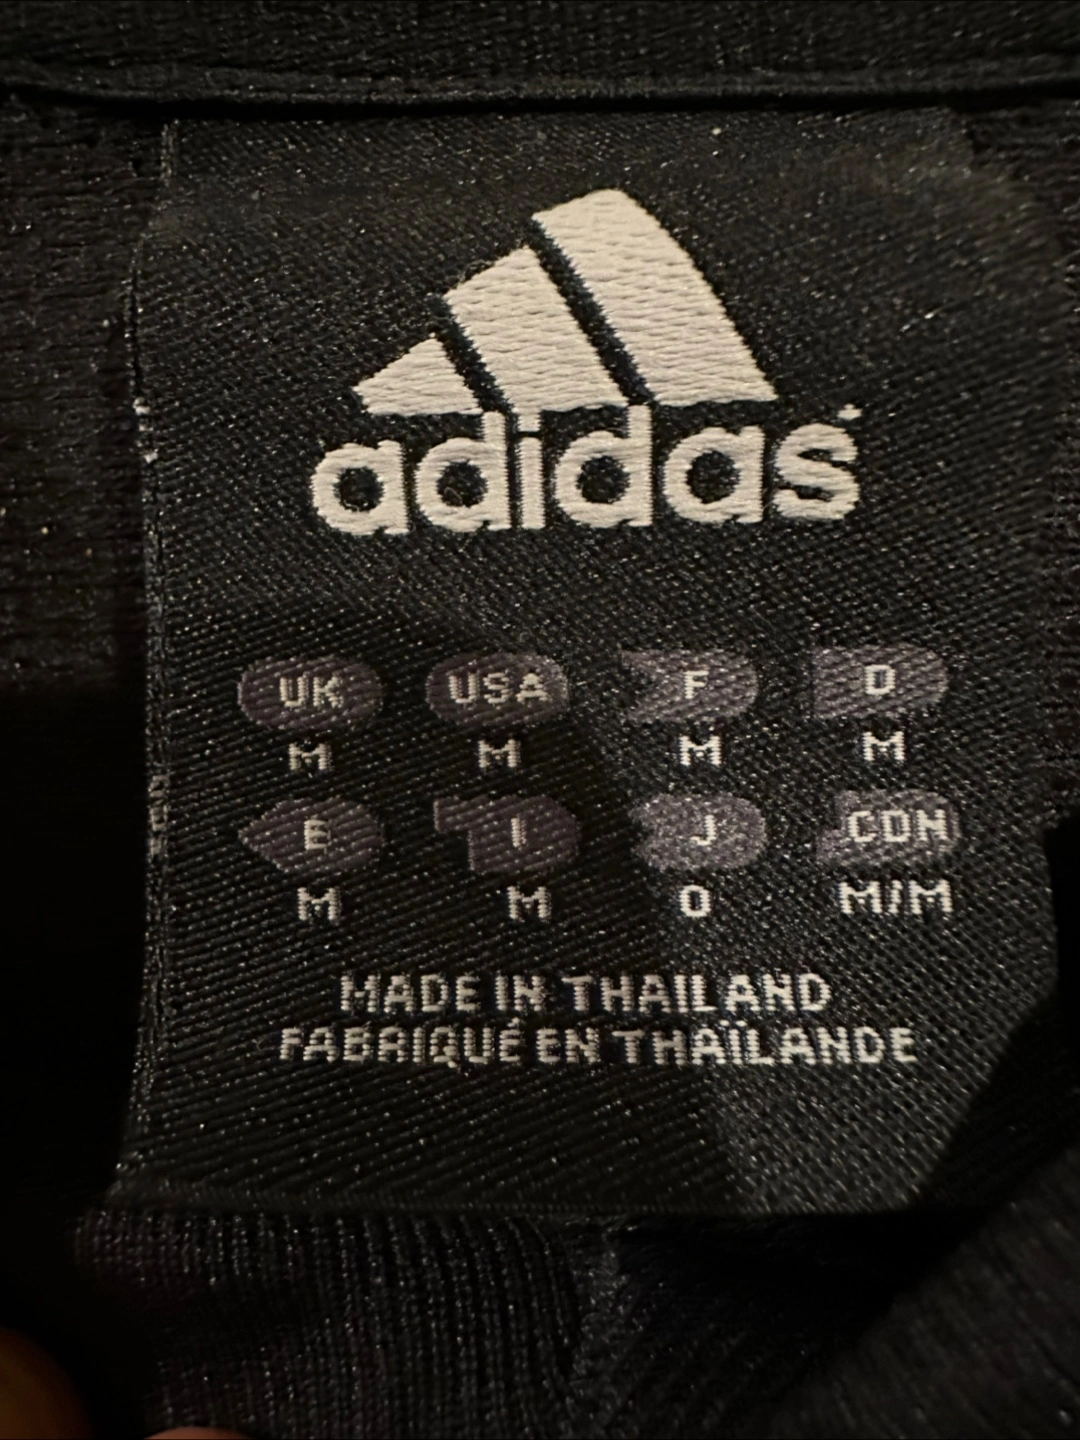 adidas
UK USA F D
M M M M
E I J CDN
M M O M/M
MADE IN THAILAND
FABRIQUÉ EN THAÏLANDE